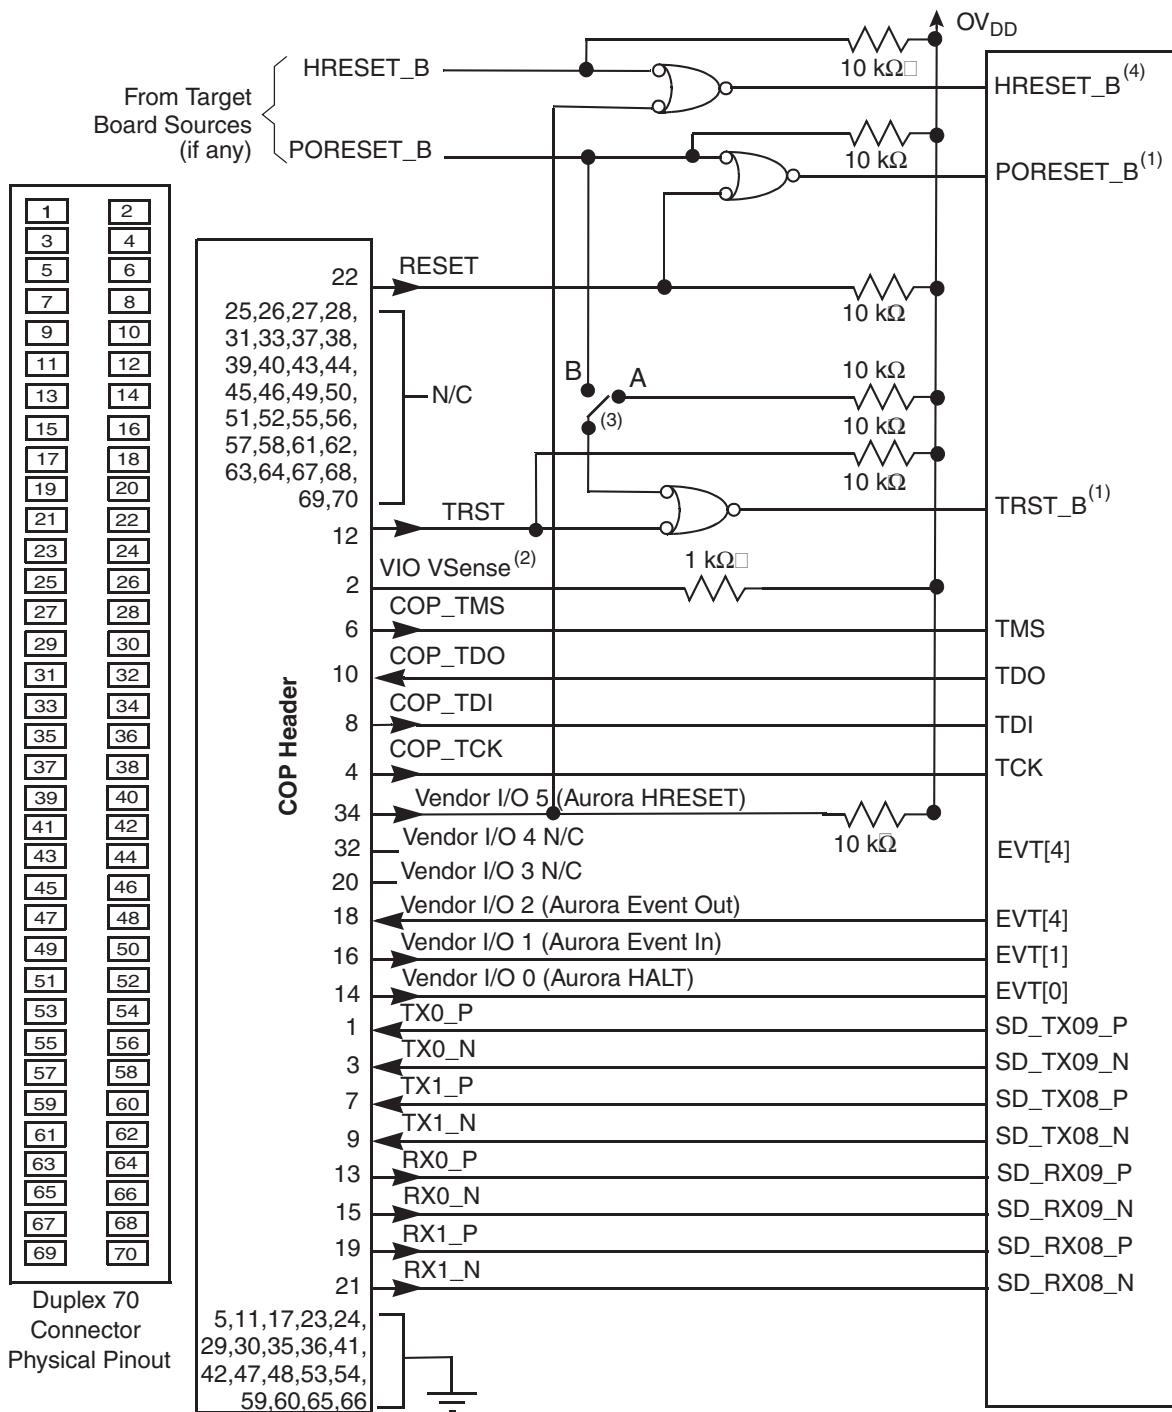 OVDD
HRESET_B
10 kΩ□
HRESET_B(4)
From Target
Board Sources
(if any)
PORESET_B
10 kΩ
PORESET_B(1)
1 2
3 4
5 6
7 8
9 10
11 12
13 14
15 16
17 18
19 20
21 22
23 24
25 26
27 28
29 30
31 32
33 34
35 36
37 38
39 40
41 42
43 44
45 46
47 48
49 50
51 52
53 54
55 56
57 58
59 60
61 62
63 64
65 66
67 68
69 70
Duplex 70
Connector
Physical Pinout
COP Header
22 RESET
10 kΩ
25,26,27,28,
31,33,37,38,
39,40,43,44,
45,46,49,50,
51,52,55,56,
57,58,61,62,
63,64,67,68,
69,70
N/C
B A
(3)
10 kΩ
10 kΩ
10 kΩ
12 TRST
TRST_B(1)
2 VIO VSense(2)
1 kΩ□
6 COP_TMS TMS
10 COP_TDO TDO
8 COP_TDI TDI
4 COP_TCK TCK
34 Vendor I/O 5 (Aurora HRESET)
10 kΩ
32 Vendor I/O 4 N/C EVT[4]
20 Vendor I/O 3 N/C
18 Vendor I/O 2 (Aurora Event Out) EVT[4]
16 Vendor I/O 1 (Aurora Event In) EVT[1]
14 Vendor I/O 0 (Aurora HALT) EVT[0]
1 TX0_P SD_TX09_P
3 TX0_N SD_TX09_N
7 TX1_P SD_TX08_P
9 TX1_N SD_TX08_N
13 RX0_P SD_RX09_P
15 RX0_N SD_RX09_N
19 RX1_P SD_RX08_P
21 RX1_N SD_RX08_N
5,11,17,23,24,
29,30,35,36,41,
42,47,48,53,54,
59,60,65,66